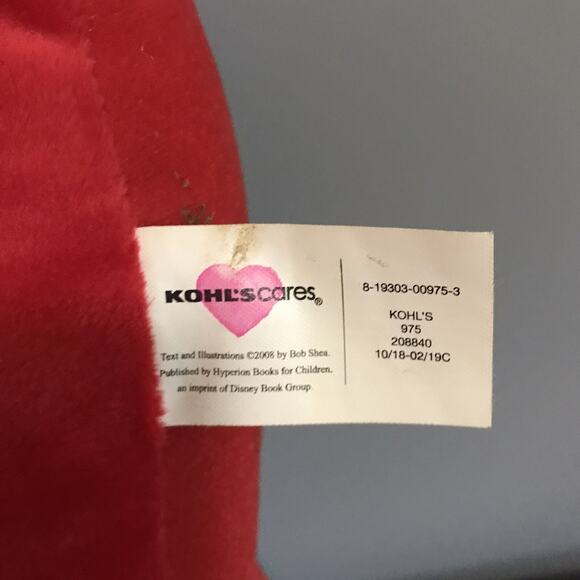 KOHL'S cares®
Text and Illustrations ©2008 by Bob Shea.
Published by Hyperion Books for Children,
an imprint of Disney Book Group.
8-19303-00975-3
KOHL'S
975
208840
10/18-02/19C